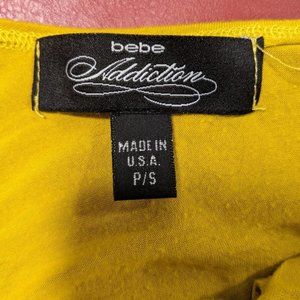 bebe
Addiction
MADE IN
U.S.A.
P/S